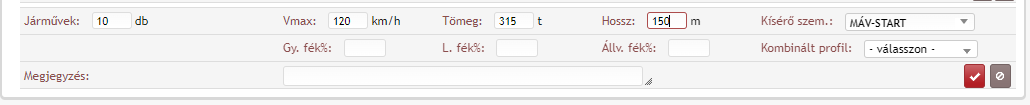 Járművek: 10 db Vmax: 120 km/h Tömeg: 315 t Hossz: 150 m Kísérő szem.: MÁV-START
Gy. fék%: L. fék%: Állv. fék%: Kombinált profil: - válasszon -
Megjegyzés: